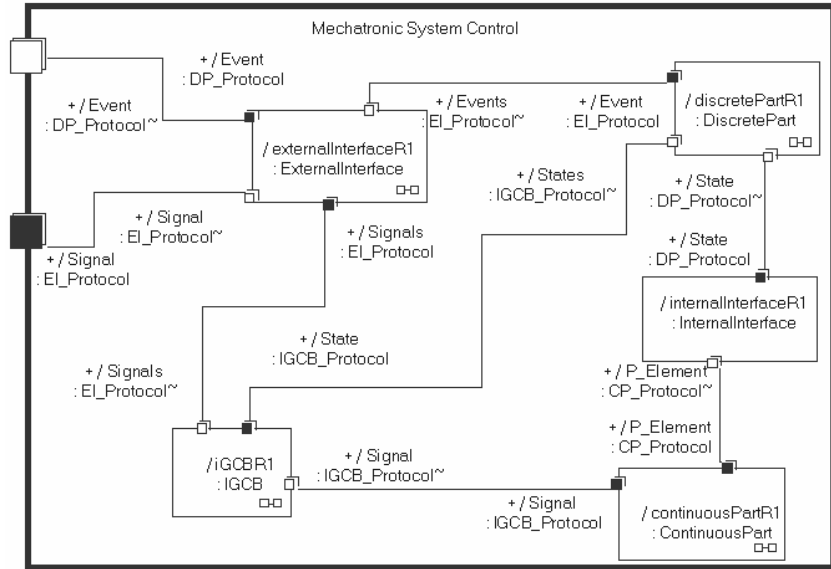 Mechatronic System Control
+ / Event
: DP_Protocol
+ / Event
: DP_Protocol~
+ / Events
EI_Protocol~
+ / Event
: EI_Protocol
/ discretePartR1
: DiscretePart
/ externalInterfaceR1
: ExternalInterface
+ / States
: IGCB_Protocol~
+ / State
: DP_Protocol~
+ / Signal
: EI_Protocol~
+ / Signal
: EI_Protocol
+ / Signals
: EI_Protocol
+ / State
: DP_Protocol
/ internalInterfaceR1
: InternalInterface
+ / State
: IGCB_Protocol
+ / Signals
: EI_Protocol~
+ / P_Element
: CP_Protocol~
+ / P_Element
: CP_Protocol
/ iGCBR1
: IGCB
+ / Signal
: IGCB_Protocol~
+ / Signal
: IGCB_Protocol
/ continuousPartR1
: ContinuousPart